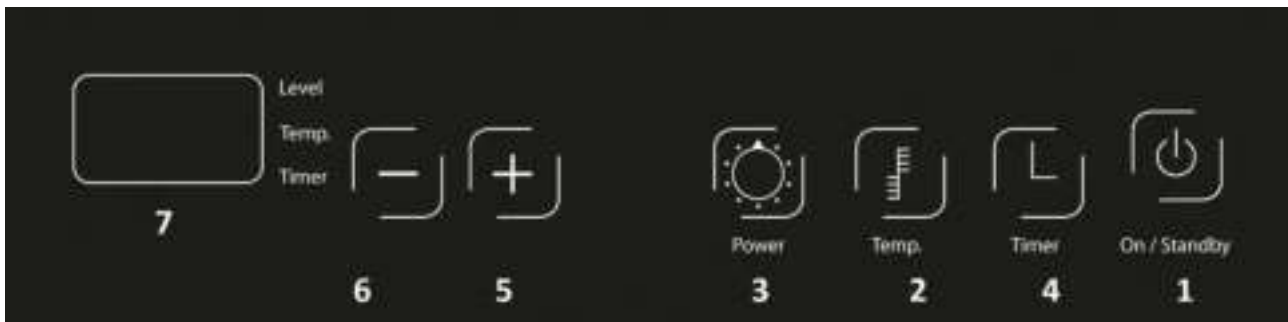 Level
Temp.
Timer
7
6
5
Power
Temp.
Timer
On / Standby
3
2
4
1